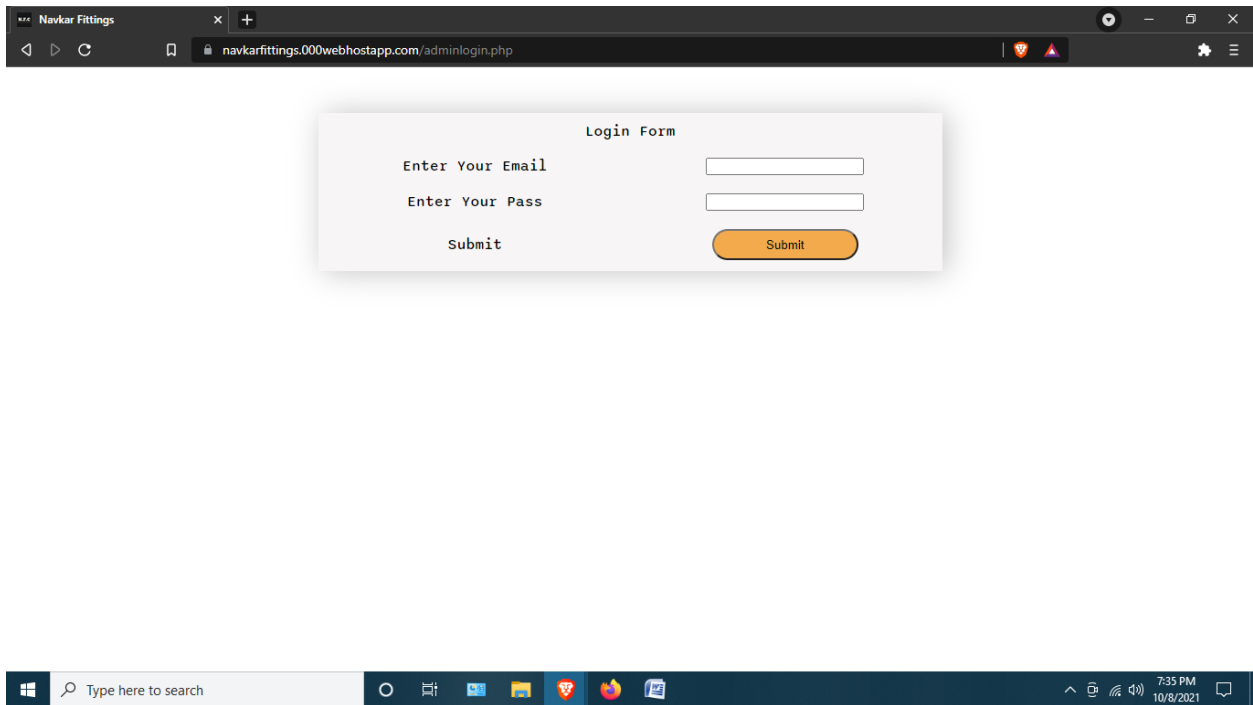 N.F.C Navkar Fittings
navkarfittings.000webhostapp.com/adminlogin.php
Login Form
Enter Your Email
Enter Your Pass
Submit Submit
Type here to search
7:35 PM
10/8/2021